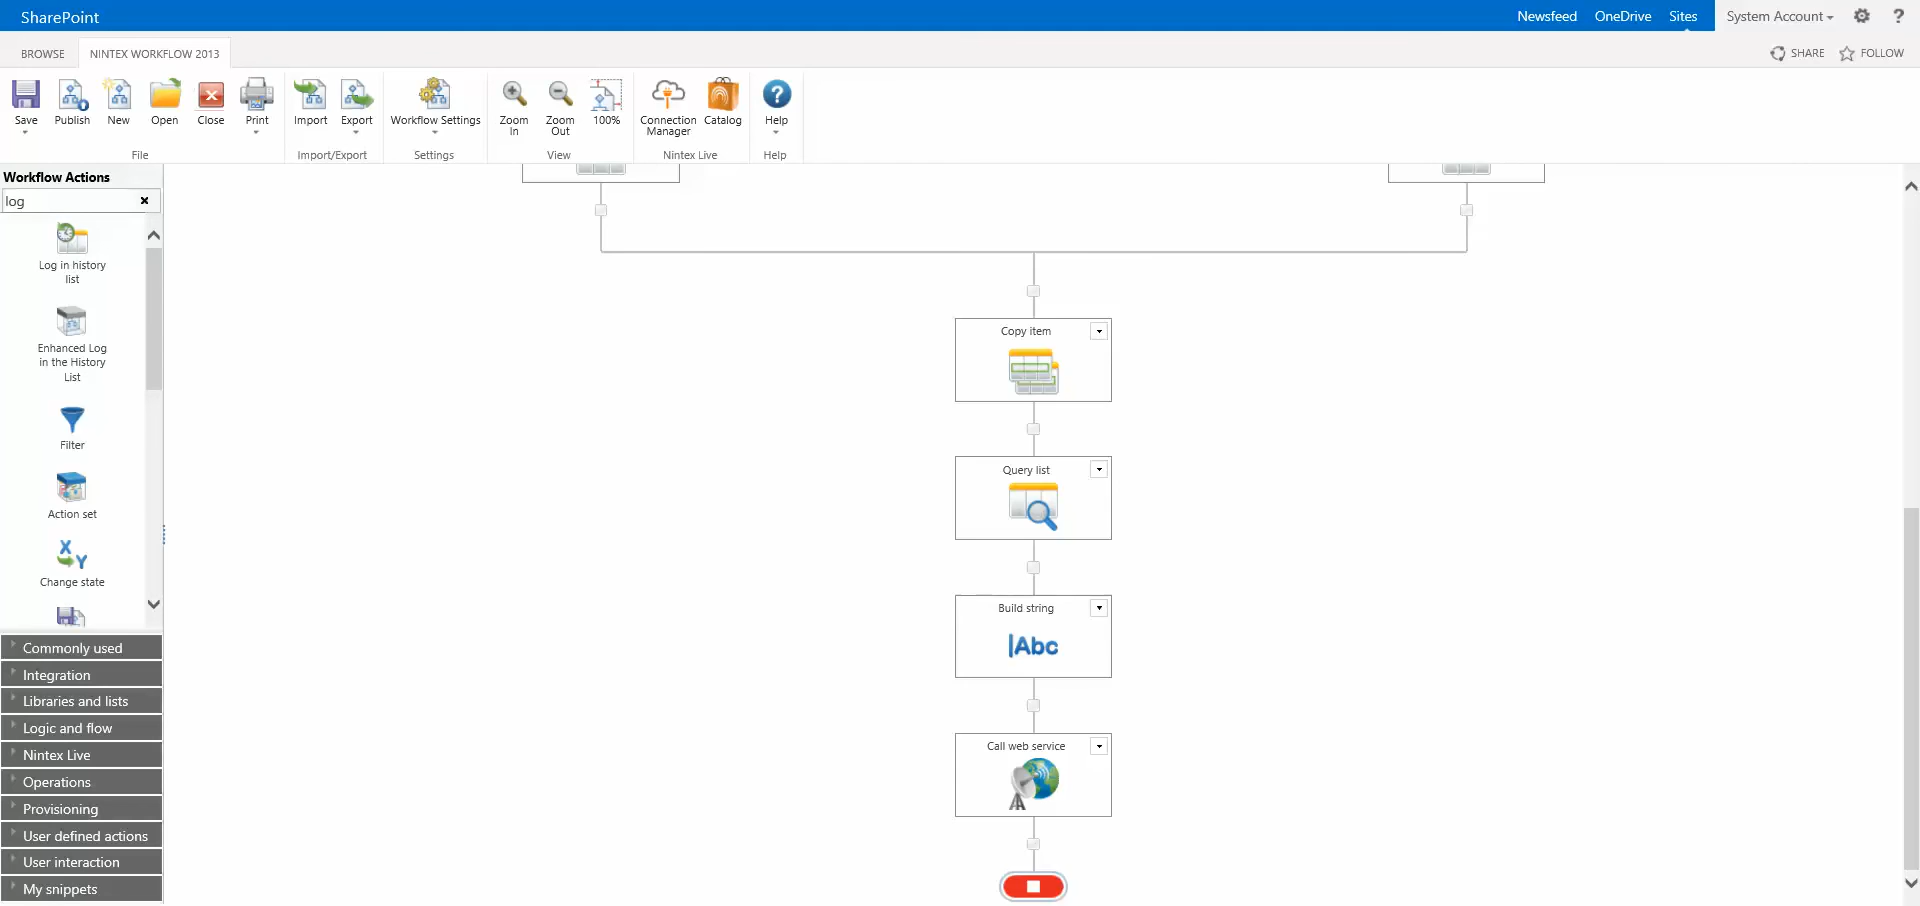 SharePoint
Newsfeed OneDrive Sites System Account ?
BROWSE NINTEX WORKFLOW 2013 SHARE FOLLOW
Save Publish New Open Close Print Import Export Workflow Settings Zoom In Zoom Out 100% Connection Manager Catalog Help
File Import/Export Settings View Nintex Live Help
Workflow Actions
log
Log in history
list
Enhanced Log
in the History
List
Filter
Action set
Change state
Commonly used
Integration
Libraries and lists
Logic and flow
Nintex Live
Operations
Provisioning
User defined actions
User interaction
My snippets
Copy item
Query list
Build string
Abc
Call web service